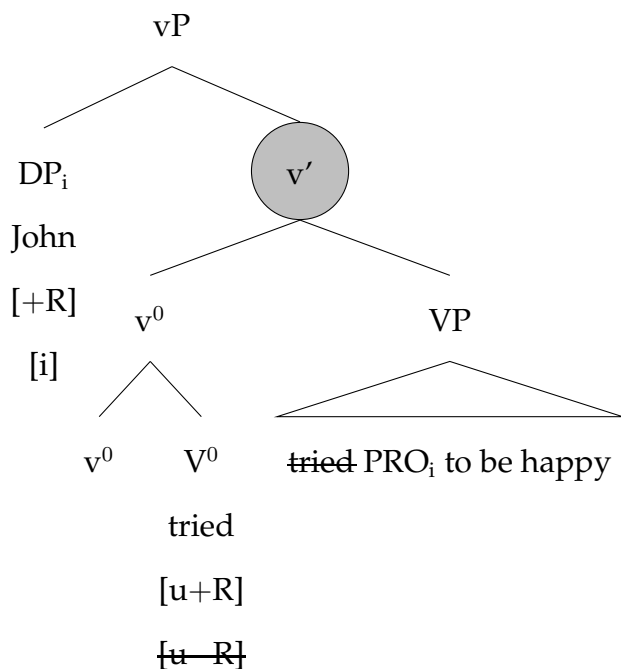 vP
DPᵢ
v′
John
[+R]
v⁰
VP
[i]
v⁰ V⁰ tried PROᵢ to be happy
tried
[u+R]
[u-R]